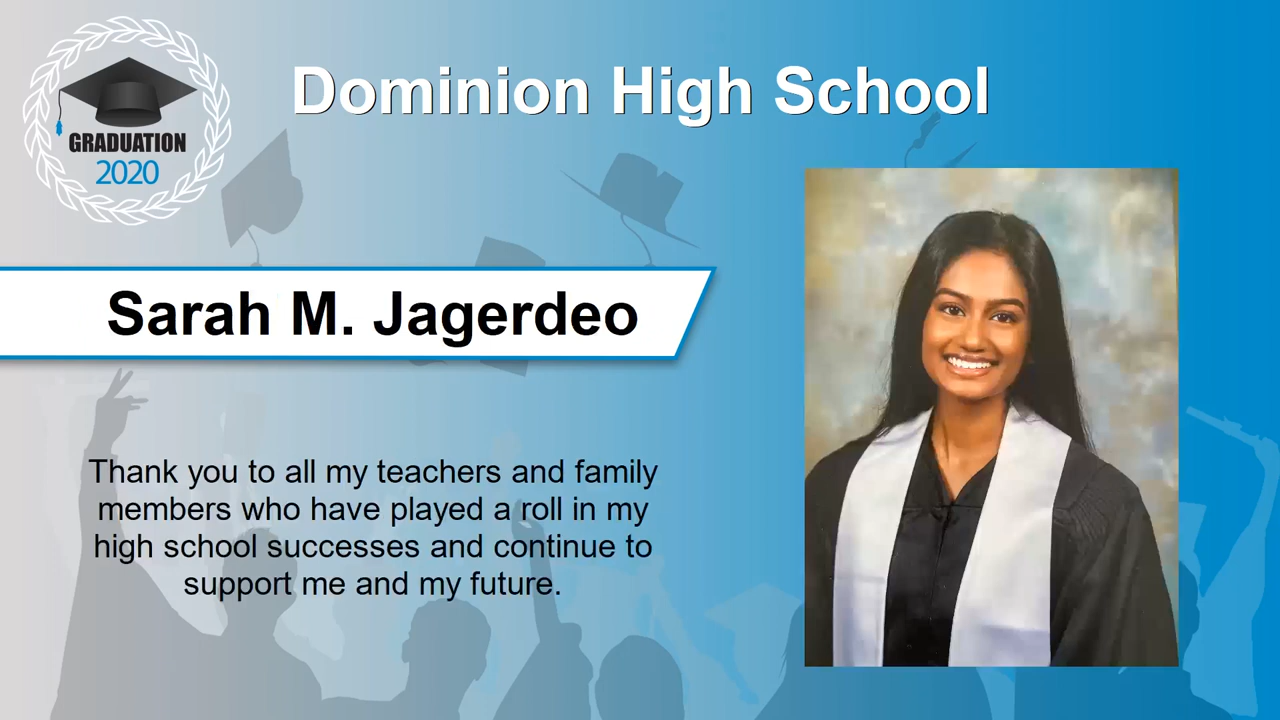 Dominion High School
GRADUATION
2020
Sarah M. Jagerdeo
Thank you to all my teachers and family
members who have played a roll in my
high school successes and continue to
support me and my future.